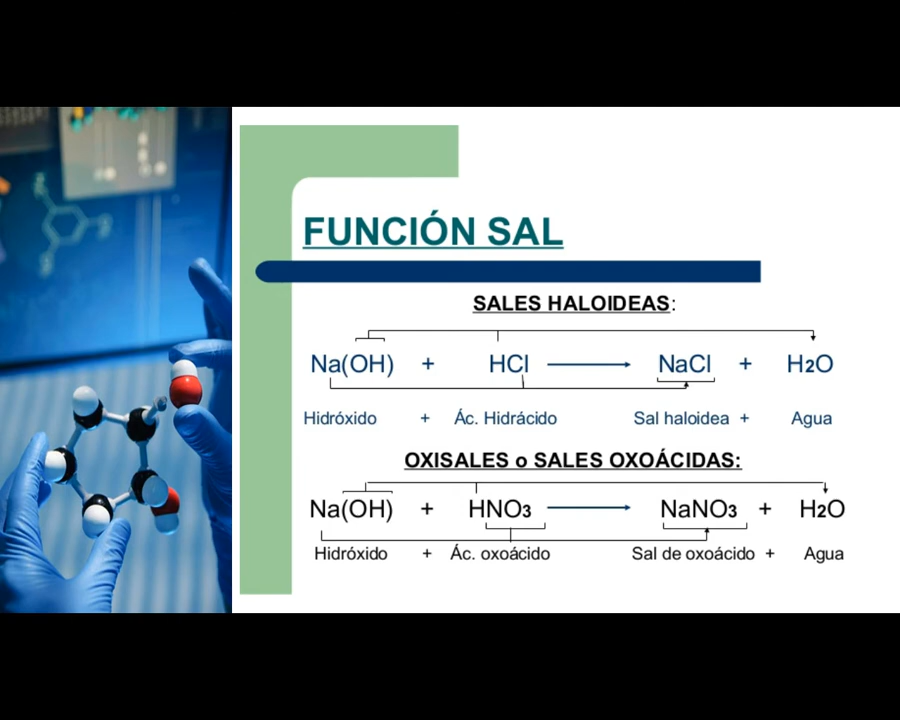 FUNCIÓN SAL
SALES HALOIDEAS:
Na(OH) + HCl NaCl + H2O
Hidróxido + Ác. Hidrácido Sal haloidea + Agua
OXISALES o SALES OXOÁCIDAS:
Na(OH) + HNO3 NaNO3 + H2O
Hidróxido + Ác. oxoácido Sal de oxoácido + Agua